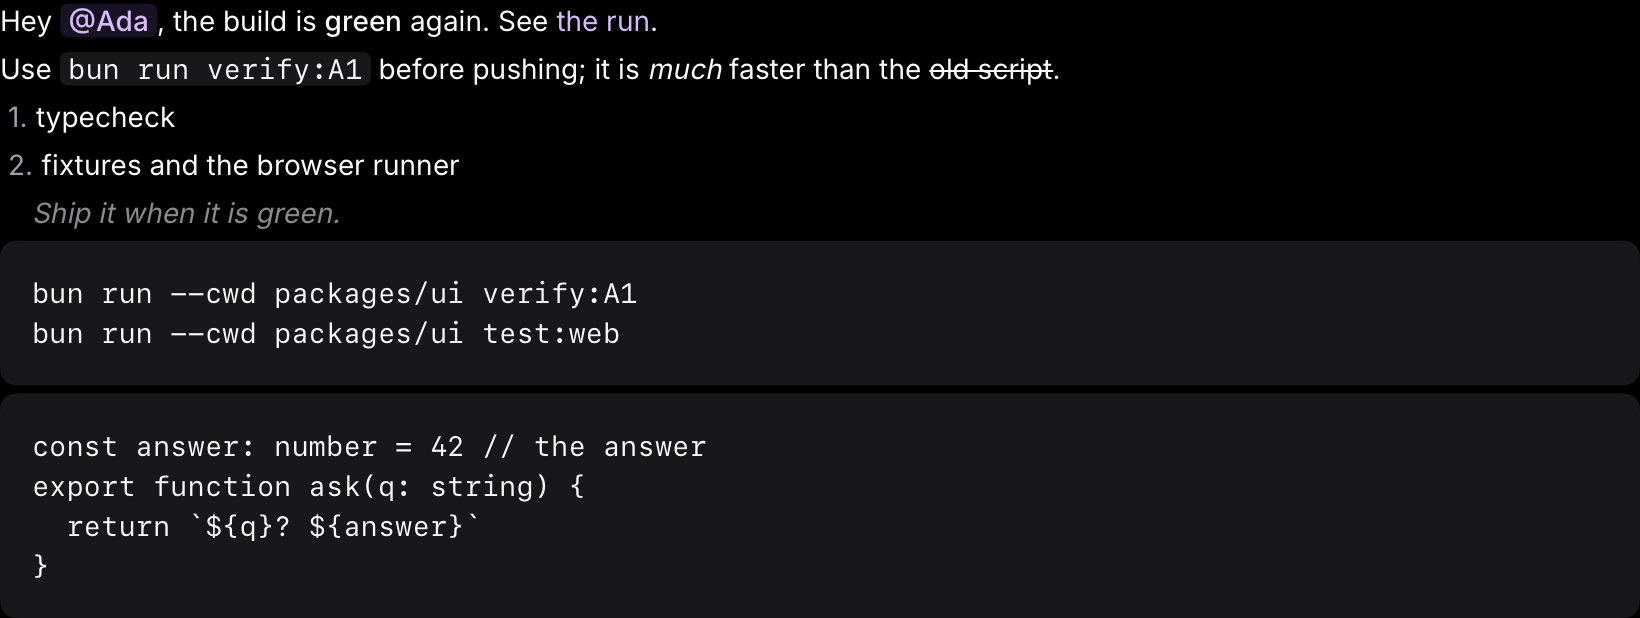 Hey @Ada, the build is green again. See the run.
Use bun run verify:A1 before pushing; it is much faster than the old script.
1. typecheck
2. fixtures and the browser runner
Ship it when it is green.
bun run --cwd packages/ui verify:A1
bun run --cwd packages/ui test:web
const answer: number = 42 // the answer
export function ask(q: string) {
  return `${q}? ${answer}`
}